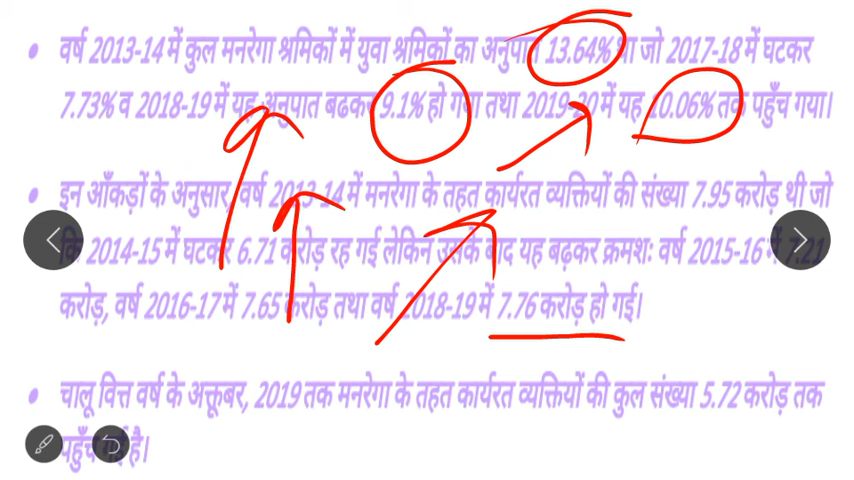 • वर्ष 2013-14 में कुल मनरेगा श्रमिकों में युवा श्रमिकों का अनुपात 13.64% था जो 2017-18 में घटकर
7.73% व 2018-19 में यह अनुपात बढकर 9.1% हो गया तथा 2019-20 में यह 10.06% तक पहुँच गया।
• इन आँकड़ों के अनुसार, वर्ष 2013-14 में मनरेगा के तहत कार्यरत व्यक्तियों की संख्या 7.95 करोड़ थी जो
कि 2014-15 में घटकर 6.71 करोड़ रह गई लेकिन उसके बाद यह बढ़कर क्रमशः वर्ष 2015-16 में 7.21
करोड़, वर्ष 2016-17 में 7.65 करोड़ तथा वर्ष 2018-19 में 7.76 करोड़ हो गई।
• चालू वित्त वर्ष के अक्तूबर, 2019 तक मनरेगा के तहत कार्यरत व्यक्तियों की कुल संख्या 5.72 करोड़ तक
पहुँच गई है।